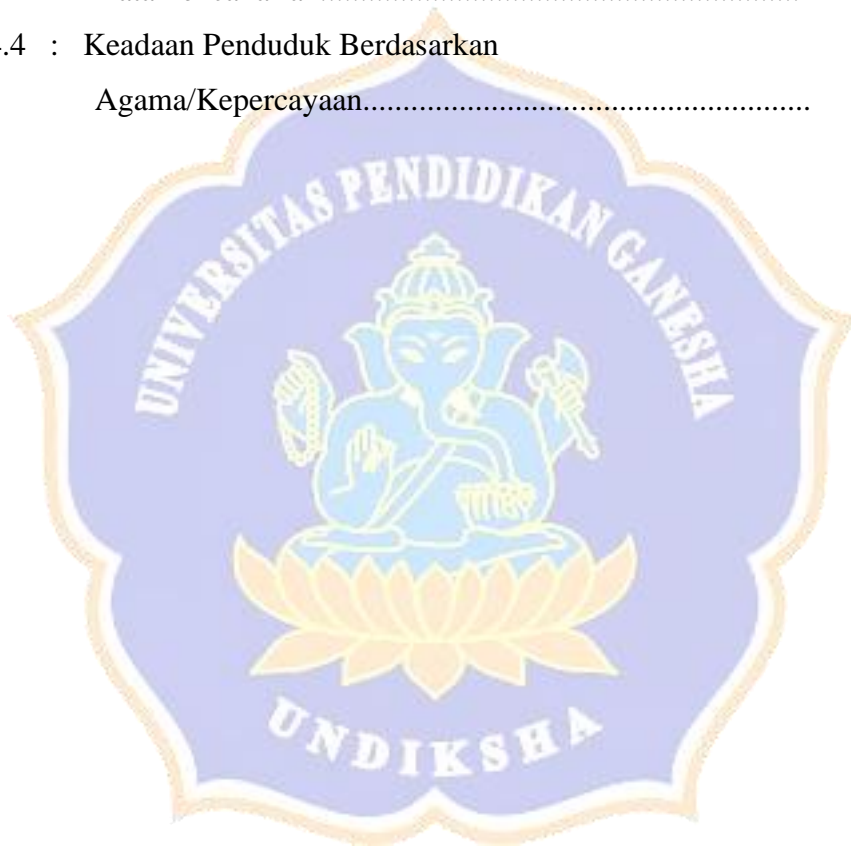 .4 : Keadaan Penduduk Berdasarkan
Agama/Kepercayaan........................................................
UNIVERSITAS PENDIDIKAN GANESHA
UNDIKSHA